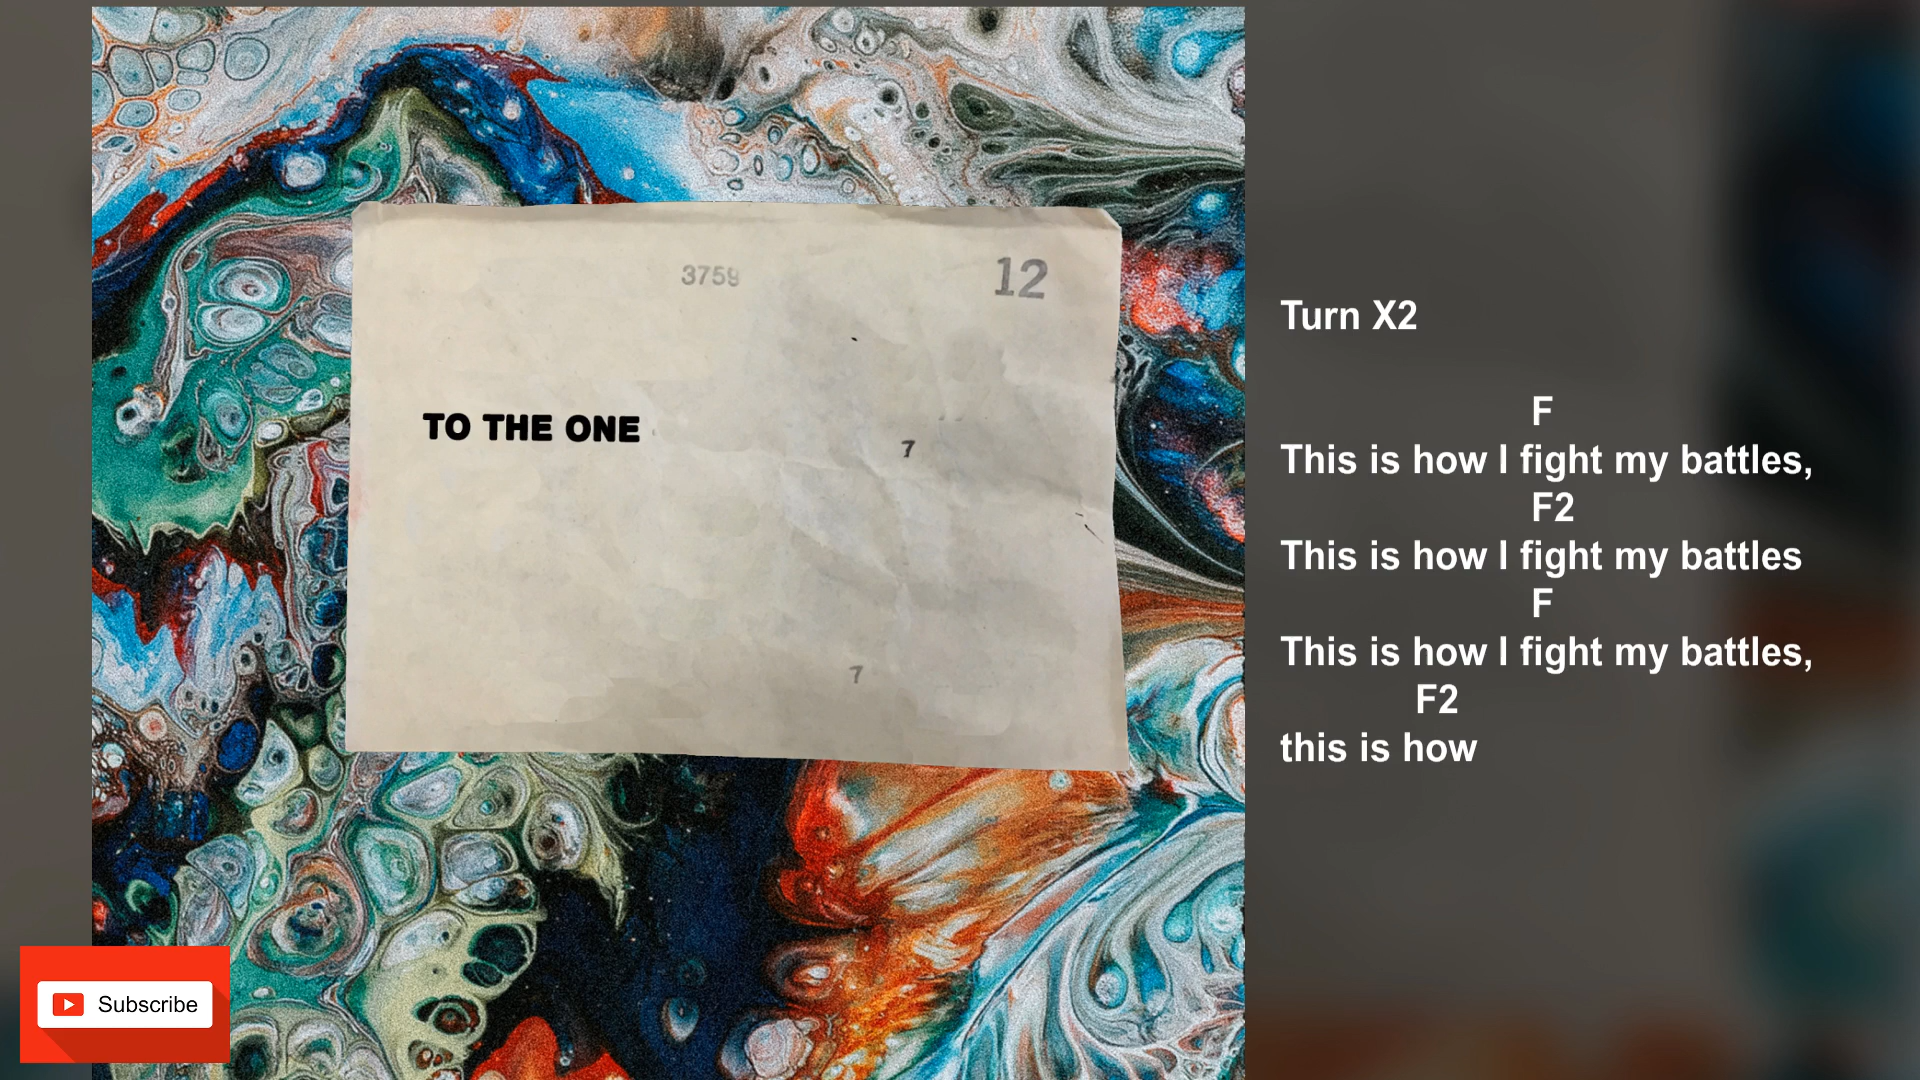 3759
12
TO THE ONE
7
7
Subscribe
Turn X2
F
This is how I fight my battles,
F2
This is how I fight my battles
F
This is how I fight my battles,
F2
this is how